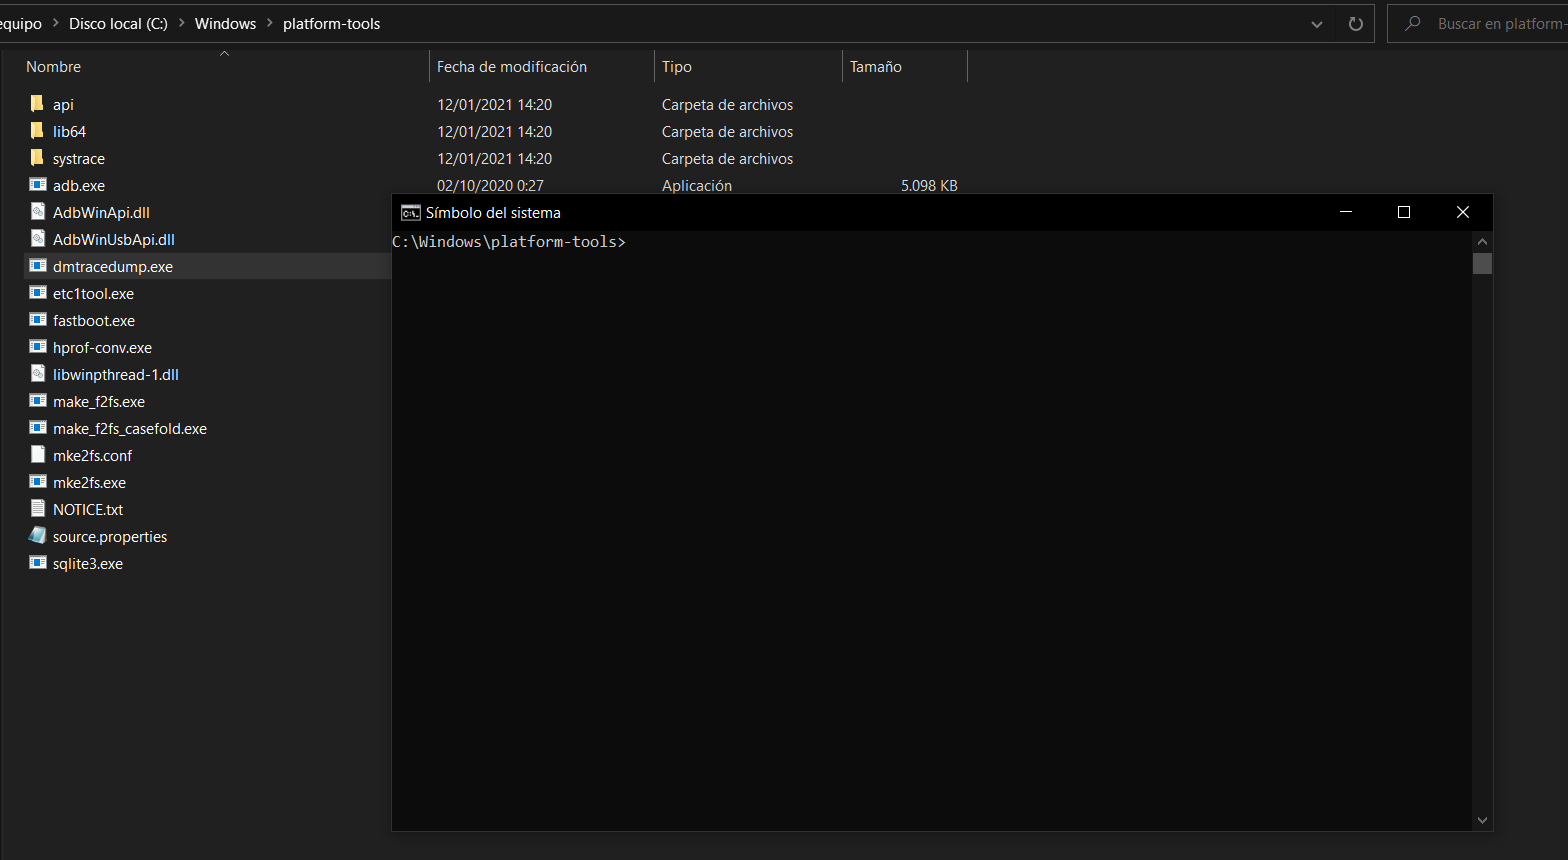 equipo > Disco local (C:) > Windows > platform-tools
Buscar en platform-
Nombre Fecha de modificación Tipo Tamaño
api 12/01/2021 14:20 Carpeta de archivos
lib64 12/01/2021 14:20 Carpeta de archivos
systrace 12/01/2021 14:20 Carpeta de archivos
adb.exe 02/10/2020 0:27 Aplicación 5.098 KB
AdbWinApi.dll
AdbWinUsbApi.dll
dmtracedump.exe
etc1tool.exe
fastboot.exe
hprof-conv.exe
libwinpthread-1.dll
make_f2fs.exe
make_f2fs_casefold.exe
mke2fs.conf
mke2fs.exe
NOTICE.txt
source.properties
sqlite3.exe
C:\. Símbolo del sistema
C:\Windows\platform-tools>